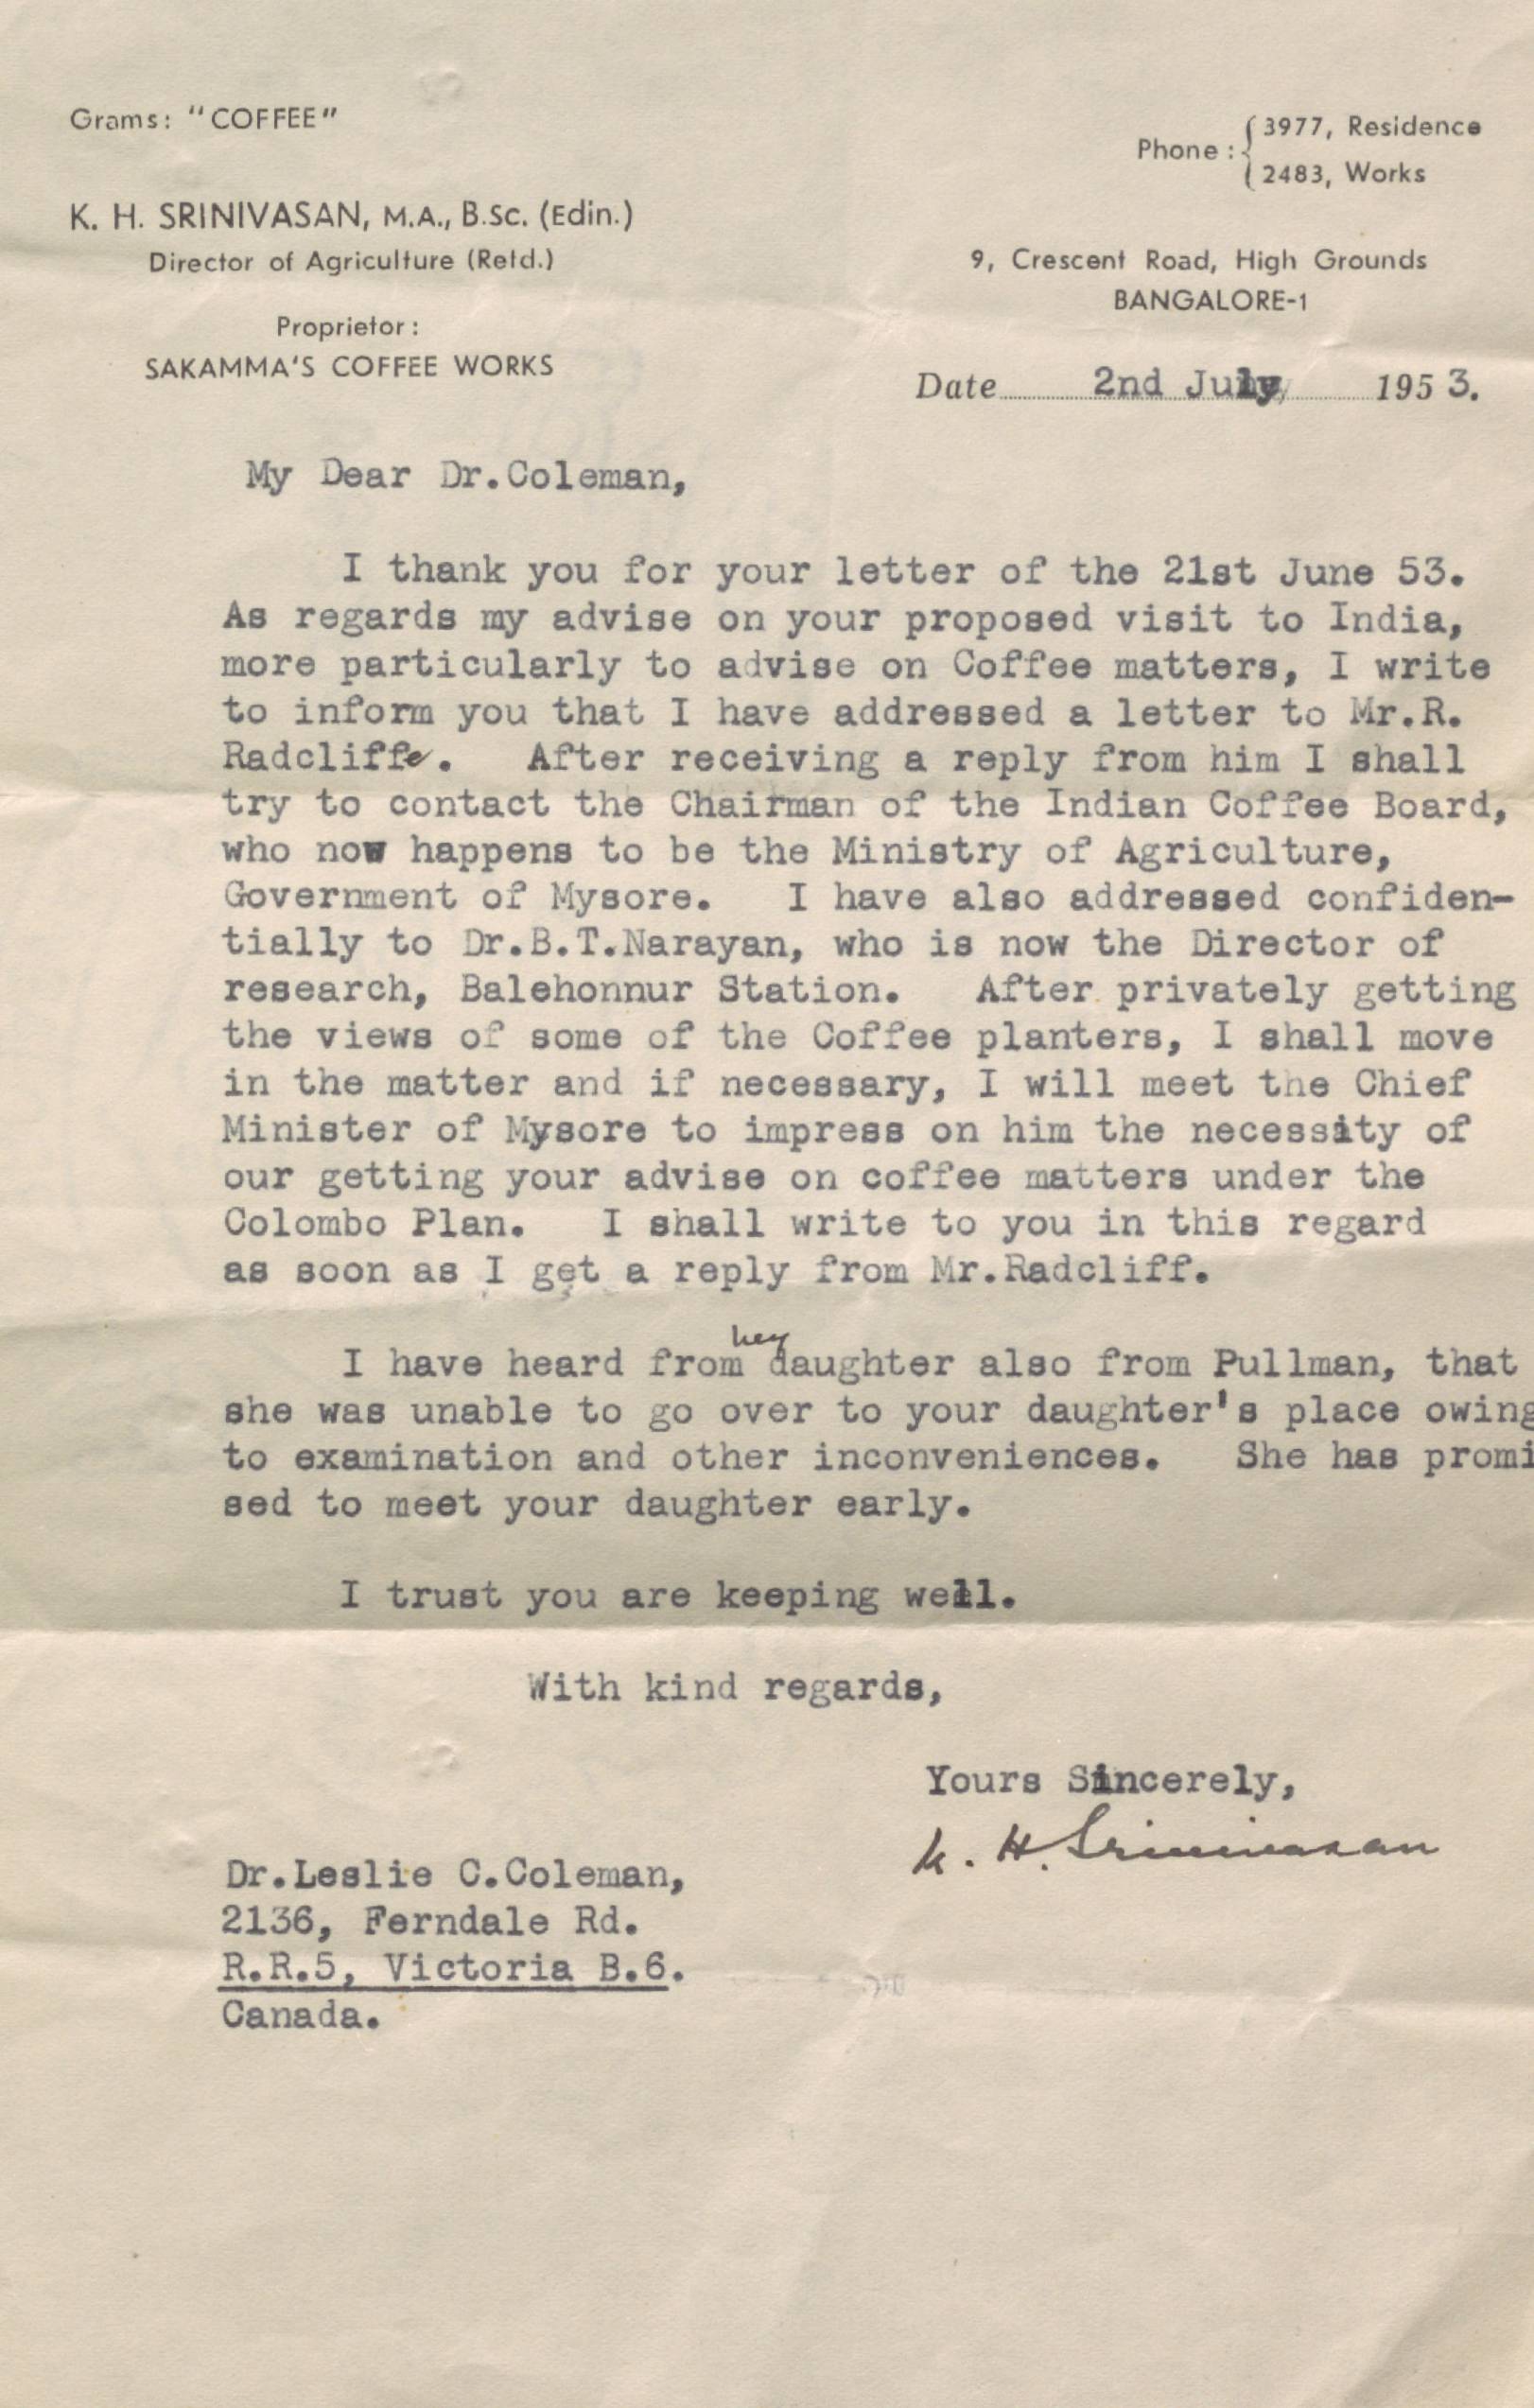 Grams: "COFFEE"
Phone: { 3977, Residence
2483, Works
K. H. SRINIVASAN, M.A., B.Sc. (Edin.)
Director of Agriculture (Retd.)
Proprietor:
SAKAMMA'S COFFEE WORKS
9, Crescent Road, High Grounds
BANGALORE-1
Date 2nd July 1953.
My Dear Dr.Coleman,
I thank you for your letter of the 21st June 53.
As regards my advise on your proposed visit to India,
more particularly to advise on Coffee matters, I write
to inform you that I have addressed a letter to Mr.R.
Radcliffe. After receiving a reply from him I shall
try to contact the Chairman of the Indian Coffee Board,
who now happens to be the Ministry of Agriculture,
Government of Mysore. I have also addressed confiden-
tially to Dr.B.T.Narayan, who is now the Director of
research, Balehonnur Station. After privately getting
the views of some of the Coffee planters, I shall move
in the matter and if necessary, I will meet the Chief
Minister of Mysore to impress on him the necessity of
our getting your advise on coffee matters under the
Colombo Plan. I shall write to you in this regard
as soon as I get a reply from Mr.Radcliff.
I have heard from daughter also from Pullman, that
she was unable to go over to your daughter's place owing
to examination and other inconveniences. She has promi
sed to meet your daughter early.
I trust you are keeping well.
With kind regards,
Yours Sincerely,
K. H. Srinivasan
Dr.Leslie C.Coleman,
2136, Ferndale Rd.
R.R.5, Victoria B.6.
Canada.